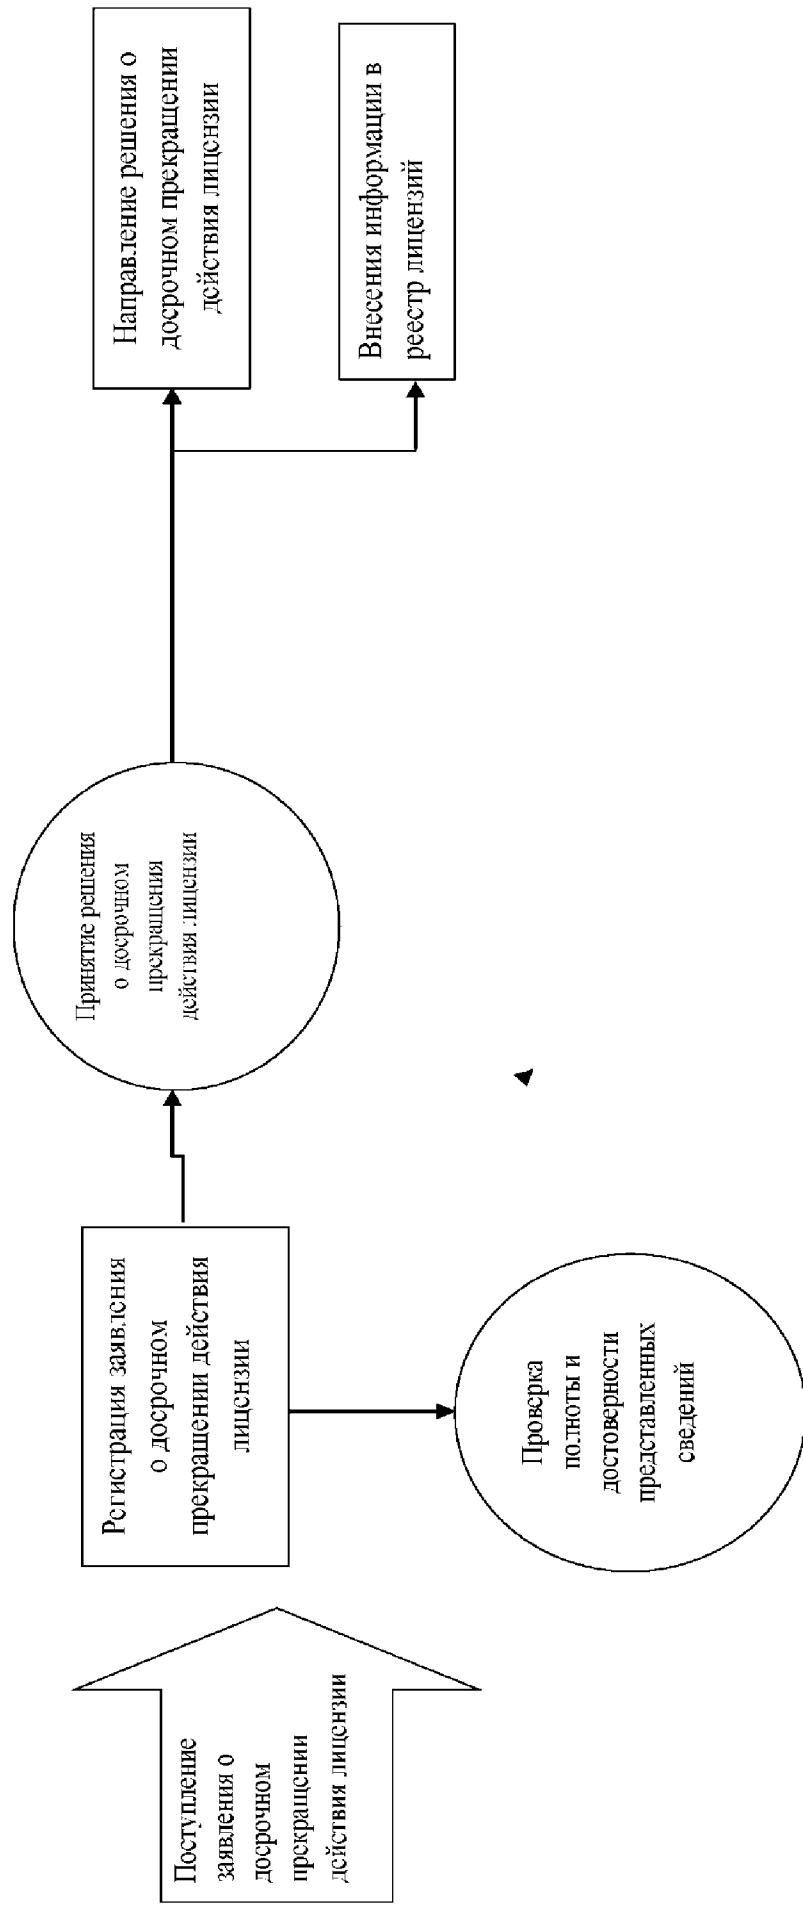 Поступление
заявления о
досрочном
прекращении
действия лицензии
Регистрация заявления
о досрочном
прекращении действия
лицензии
Проверка
полноты и
достоверности
представленных
сведений
Принятие решения
о досрочном
прекращения
действия лицензии
Направление решения о
досрочном прекращении
действия лицензии
Внесения информации в
реестр лицензий